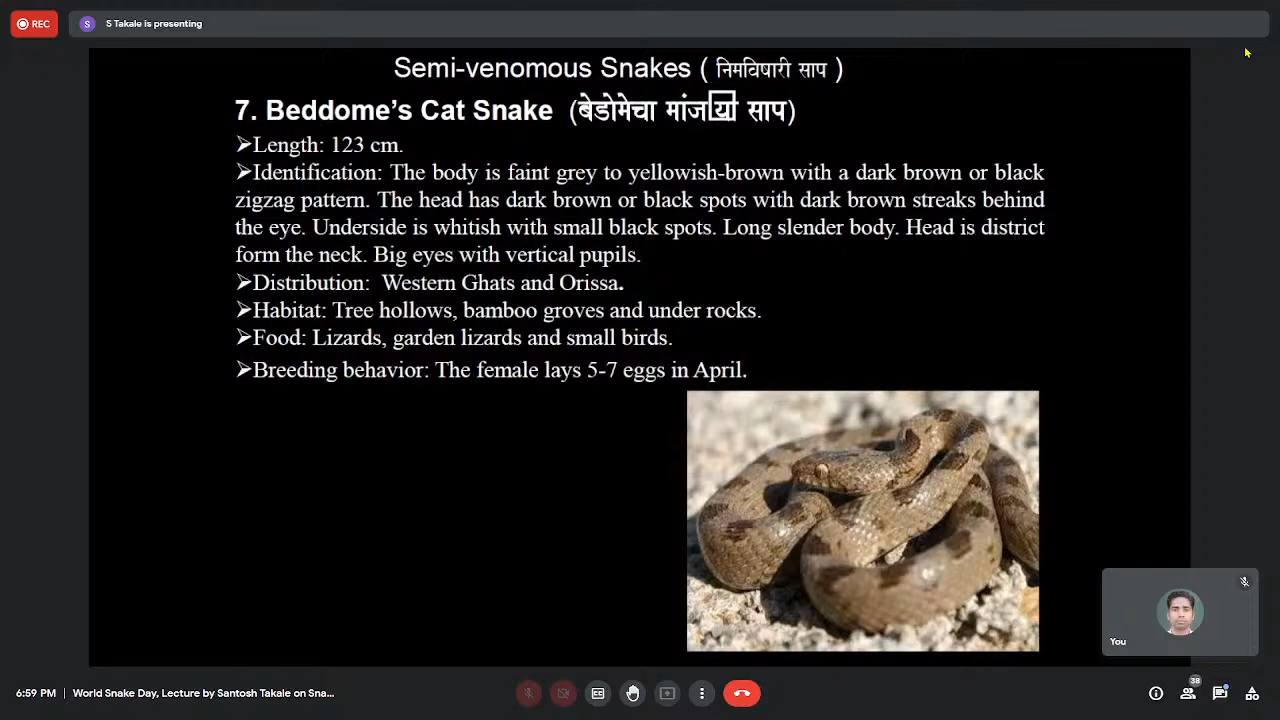 REC
S
S Takale is presenting
Semi-venomous Snakes ( निमविषारी साप )
7. Beddome’s Cat Snake (बेडोमेचा मांजया साप)
➢Length: 123 cm.
➢Identification: The body is faint grey to yellowish-brown with a dark brown or black
zigzag pattern. The head has dark brown or black spots with dark brown streaks behind
the eye. Underside is whitish with small black spots. Long slender body. Head is district
form the neck. Big eyes with vertical pupils.
➢Distribution: Western Ghats and Orissa.
➢Habitat: Tree hollows, bamboo groves and under rocks.
➢Food: Lizards, garden lizards and small birds.
➢Breeding behavior: The female lays 5-7 eggs in April.
You
6:59 PM | World Snake Day, Lecture by Santosh Takale on Sna...
38